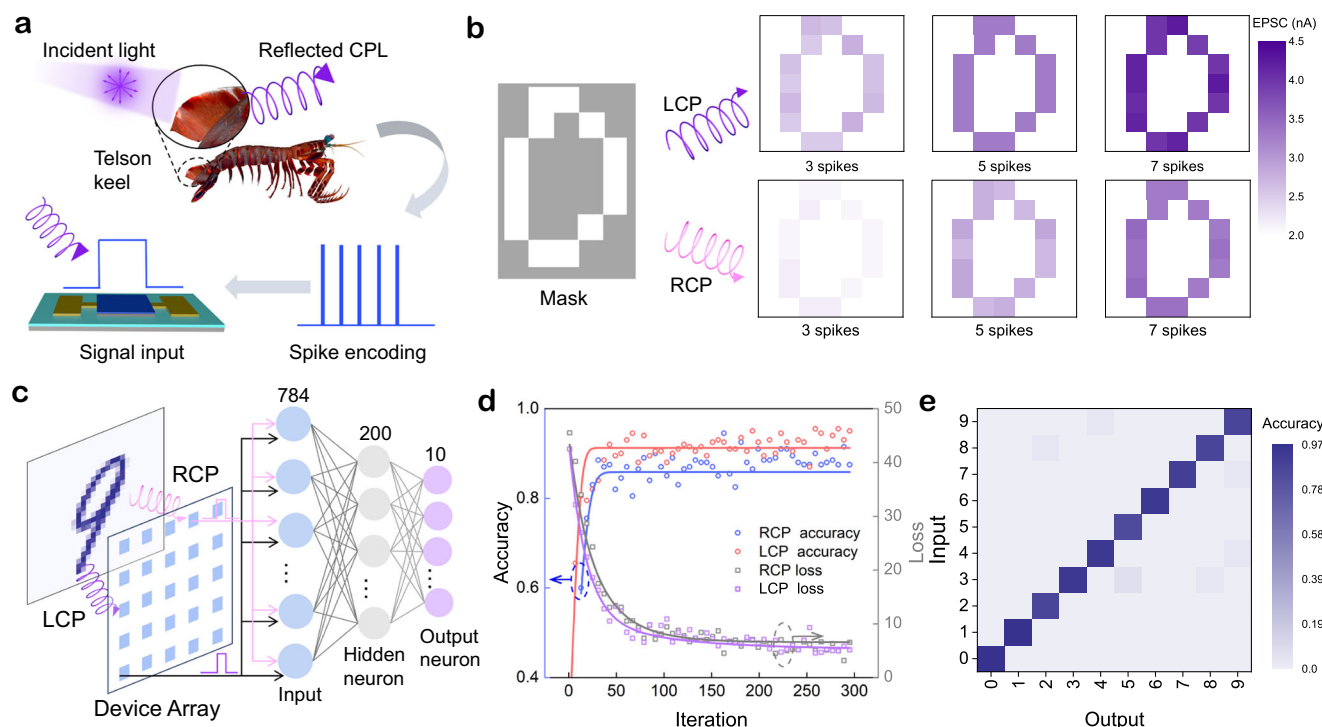 a
Incident light
Reflected CPL
Telson
keel
Signal input
Spike encoding
b
Mask
LCP
RCP
3 spikes
5 spikes
7 spikes
3 spikes
5 spikes
7 spikes
EPSC (nA)
4.5
4.0
3.5
3.0
2.5
2.0
c
784
200
10
RCP
LCP
Device Array
Input
Hidden
neuron
Output
neuron
d
Accuracy
1.0
0.8
0.6
0.4
RCP accuracy
LCP accuracy
RCP loss
LCP loss
50
40
30
20
10
0
Loss
0 50 100 150 200 250 300
Iteration
e
Input
9
8
7
6
5
4
3
2
1
0
0 1 2 3 4 5 6 7 8 9
Output
Accuracy
0.97
0.78
0.58
0.39
0.19
0.0